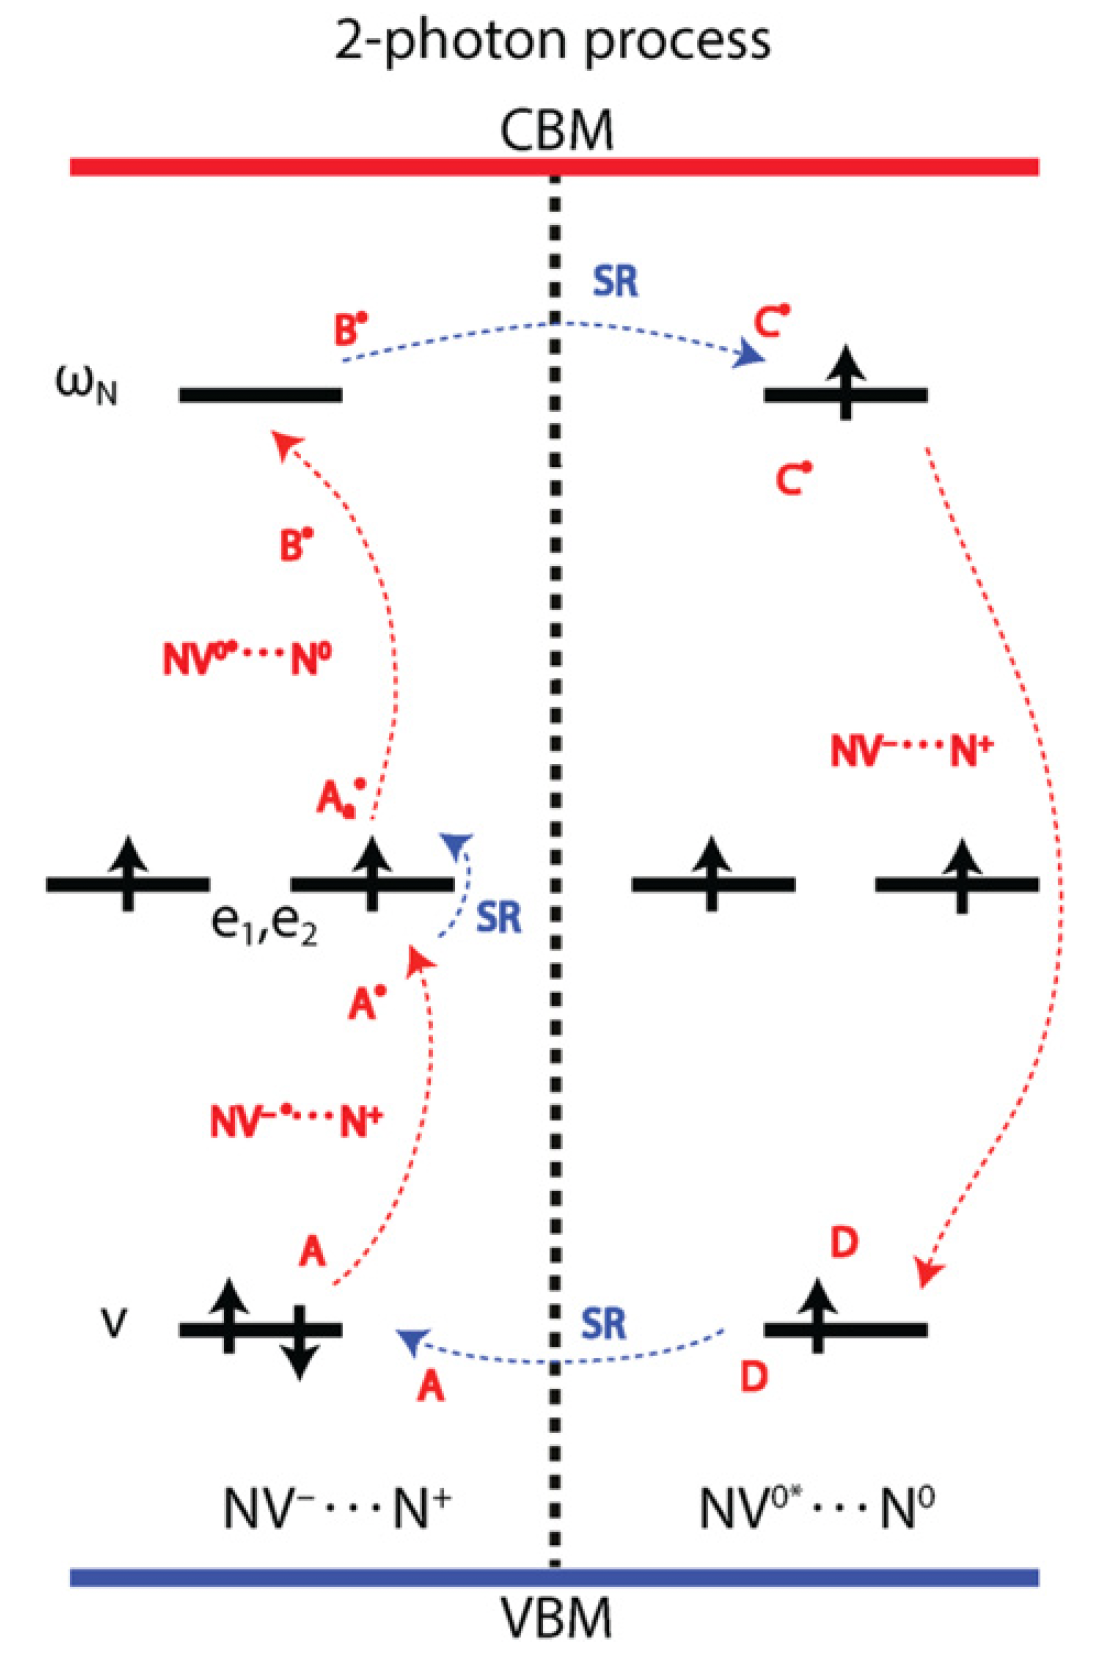 2-photon process
CBM
SR
B•
C•
ωN
C•
B•
NV⁰•···N⁰
NV⁻···N⁺
A•
e₁,e₂
SR
A•
NV⁻•···N⁺
A
D
v
SR
A
D
NV⁻···N⁺
NV⁰*···N⁰
VBM